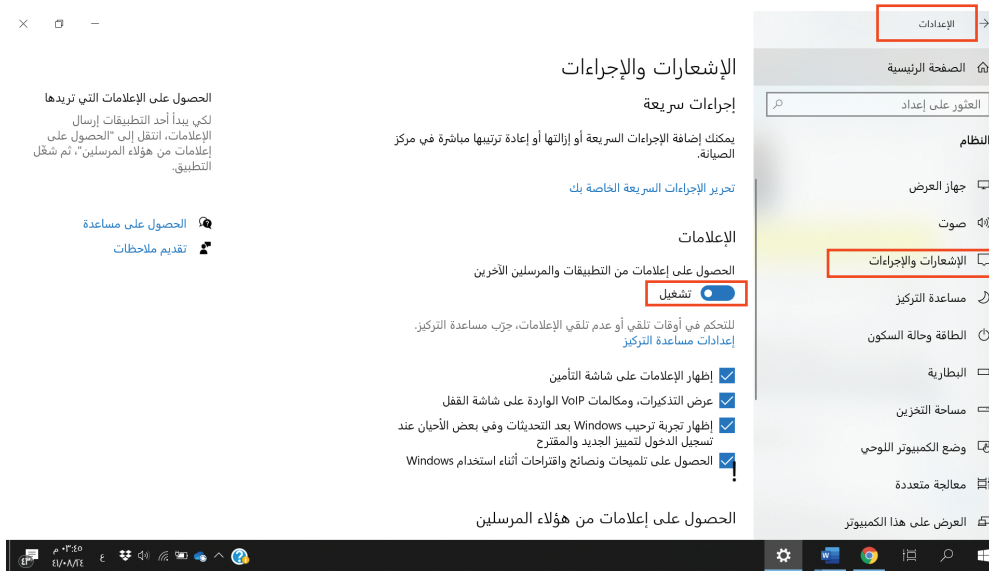 الإعدادات
الصفحة الرئيسية
العثور على إعداد
النظام
جهاز العرض
صوت
الإشعارات والإجراءات
مساعدة التركيز
الطاقة وحالة السكون
البطارية
مساحة التخزين
وضع الكمبيوتر اللوحي
معالجة متعددة
العرض على هذا الكمبيوتر
الإشعارات والإجراءات
إجراءات سريعة
يمكنك إضافة الإجراءات السريعة أو إزالتها أو إعادة ترتيبها مباشرة في مركز
الصيانة.
تحرير الإجراءات السريعة الخاصة بك
الإعلامات
الحصول على إعلامات من التطبيقات والمرسلين الآخرين
تشغيل
للتحكم في أوقات تلقي أو عدم تلقي الإعلامات، جرّب مساعدة التركيز.
إعدادات مساعدة التركيز
إظهار الإعلامات على شاشة التأمين
عرض التذكيرات، ومكالمات VoIP الواردة على شاشة القفل
إظهار تجربة ترحيب Windows بعد التحديثات وفي بعض الأحيان عند
تسجيل الدخول لتمييز الجديد والمقترح
الحصول على تلميحات ونصائح واقتراحات أثناء استخدام Windows
!
الحصول على إعلامات من هؤلاء المرسلين
الحصول على الإعلامات التي تريدها
لكي يبدأ أحد التطبيقات إرسال
الإعلامات، انتقل إلى "الحصول على
إعلامات من هؤلاء المرسلين"، ثم شغّل
التطبيق.
الحصول على مساعدة
تقديم ملاحظات
ع
٠٣:٤٥ م
٤١/٠٨/٢٤
٤٣